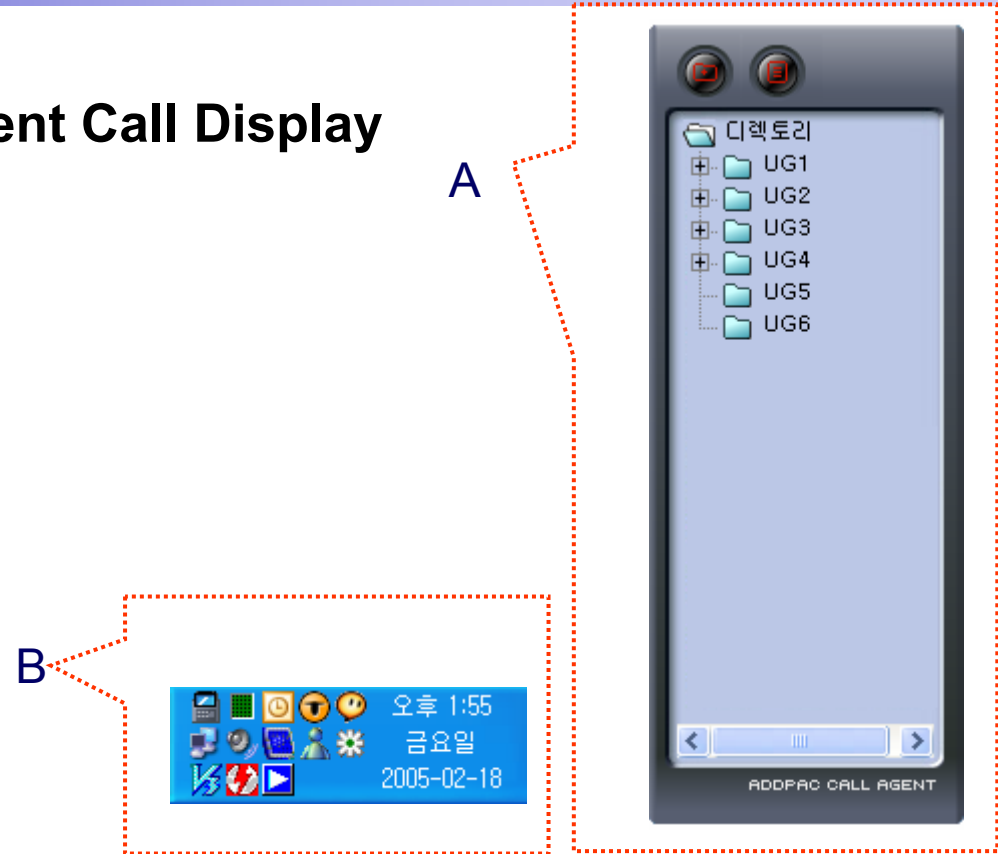 ent Call Display
A
디렉토리
UG1
UG2
UG3
UG4
UG5
UG6
ADDPAC CALL AGENT
B
오후 1:55
금요일
2005-02-18